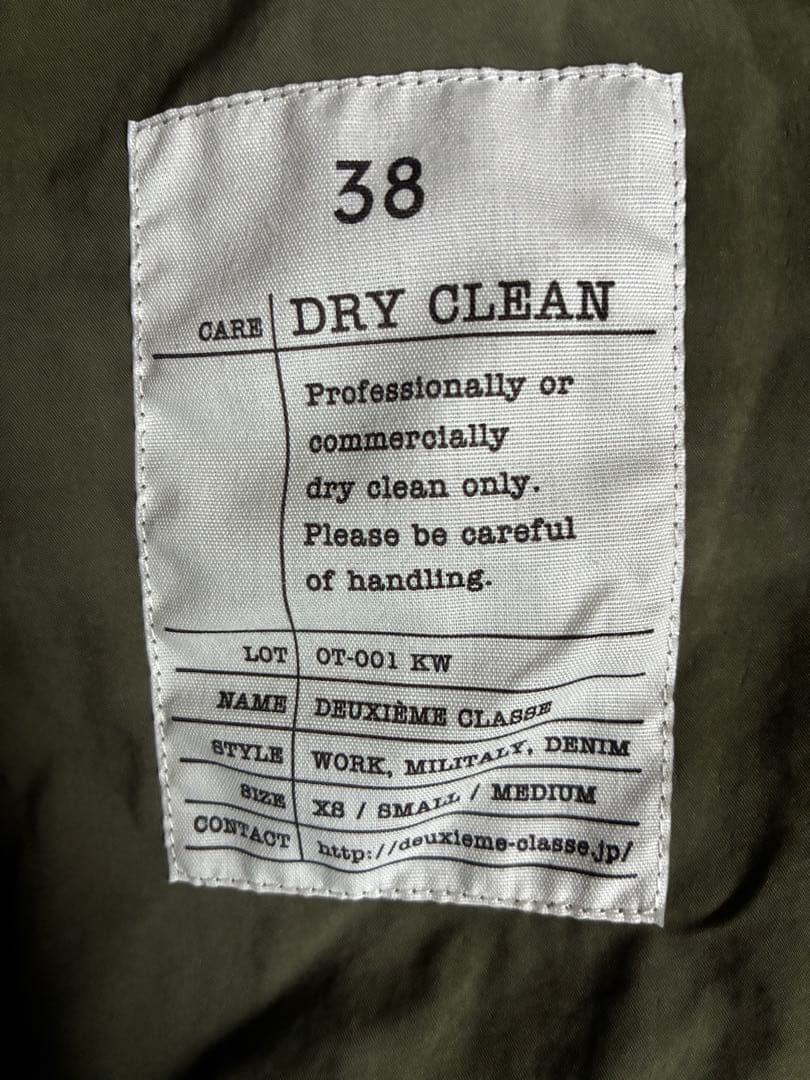 38
CARE DRY CLEAN
Professionally or
commercially
dry clean only.
Please be careful
of handling.
LOT OT-001 KW
NAME DEUXIÈME CLASSE
STYLE WORK, MILITALY, DENIM
SIZE XS / SMALL / MEDIUM
CONTACT http://deuxieme-classe.jp/